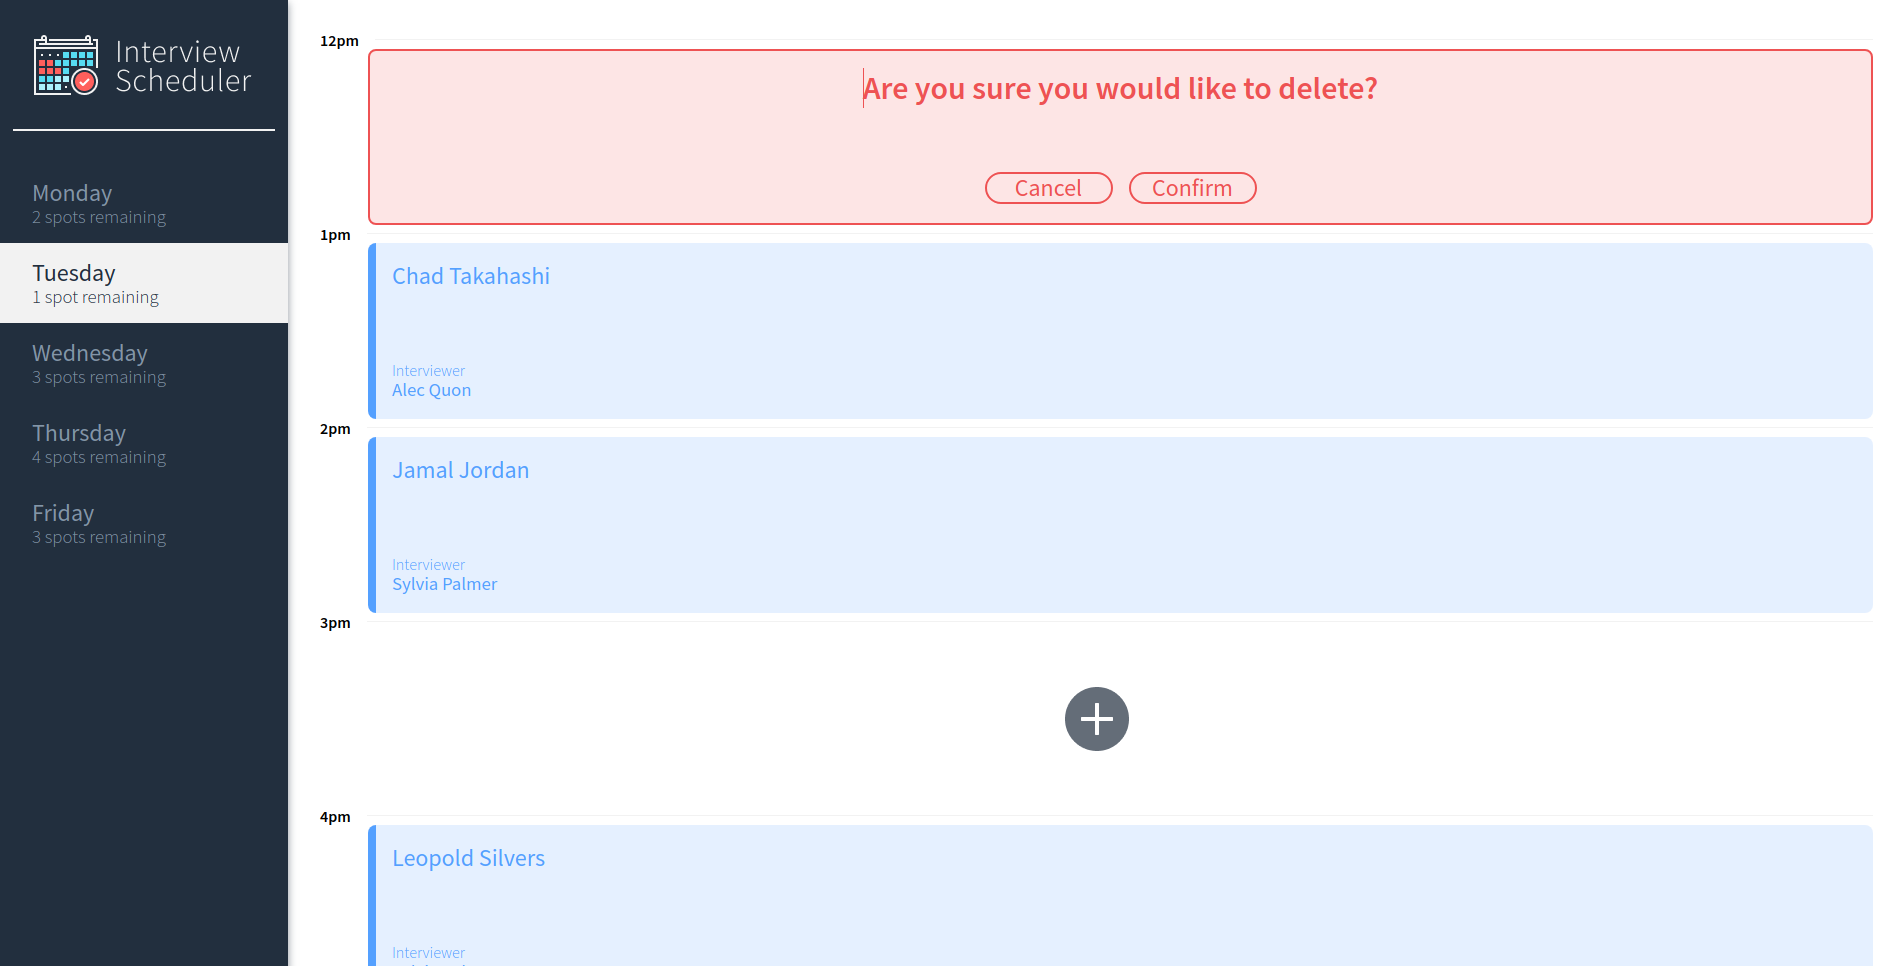 Interview
Scheduler
Monday
2 spots remaining
Tuesday
1 spot remaining
Wednesday
3 spots remaining
Thursday
4 spots remaining
Friday
3 spots remaining
12pm
Are you sure you would like to delete?
Cancel
Confirm
1pm
Chad Takahashi
Interviewer
Alec Quon
2pm
Jamal Jordan
Interviewer
Sylvia Palmer
3pm
4pm
Leopold Silvers
Interviewer